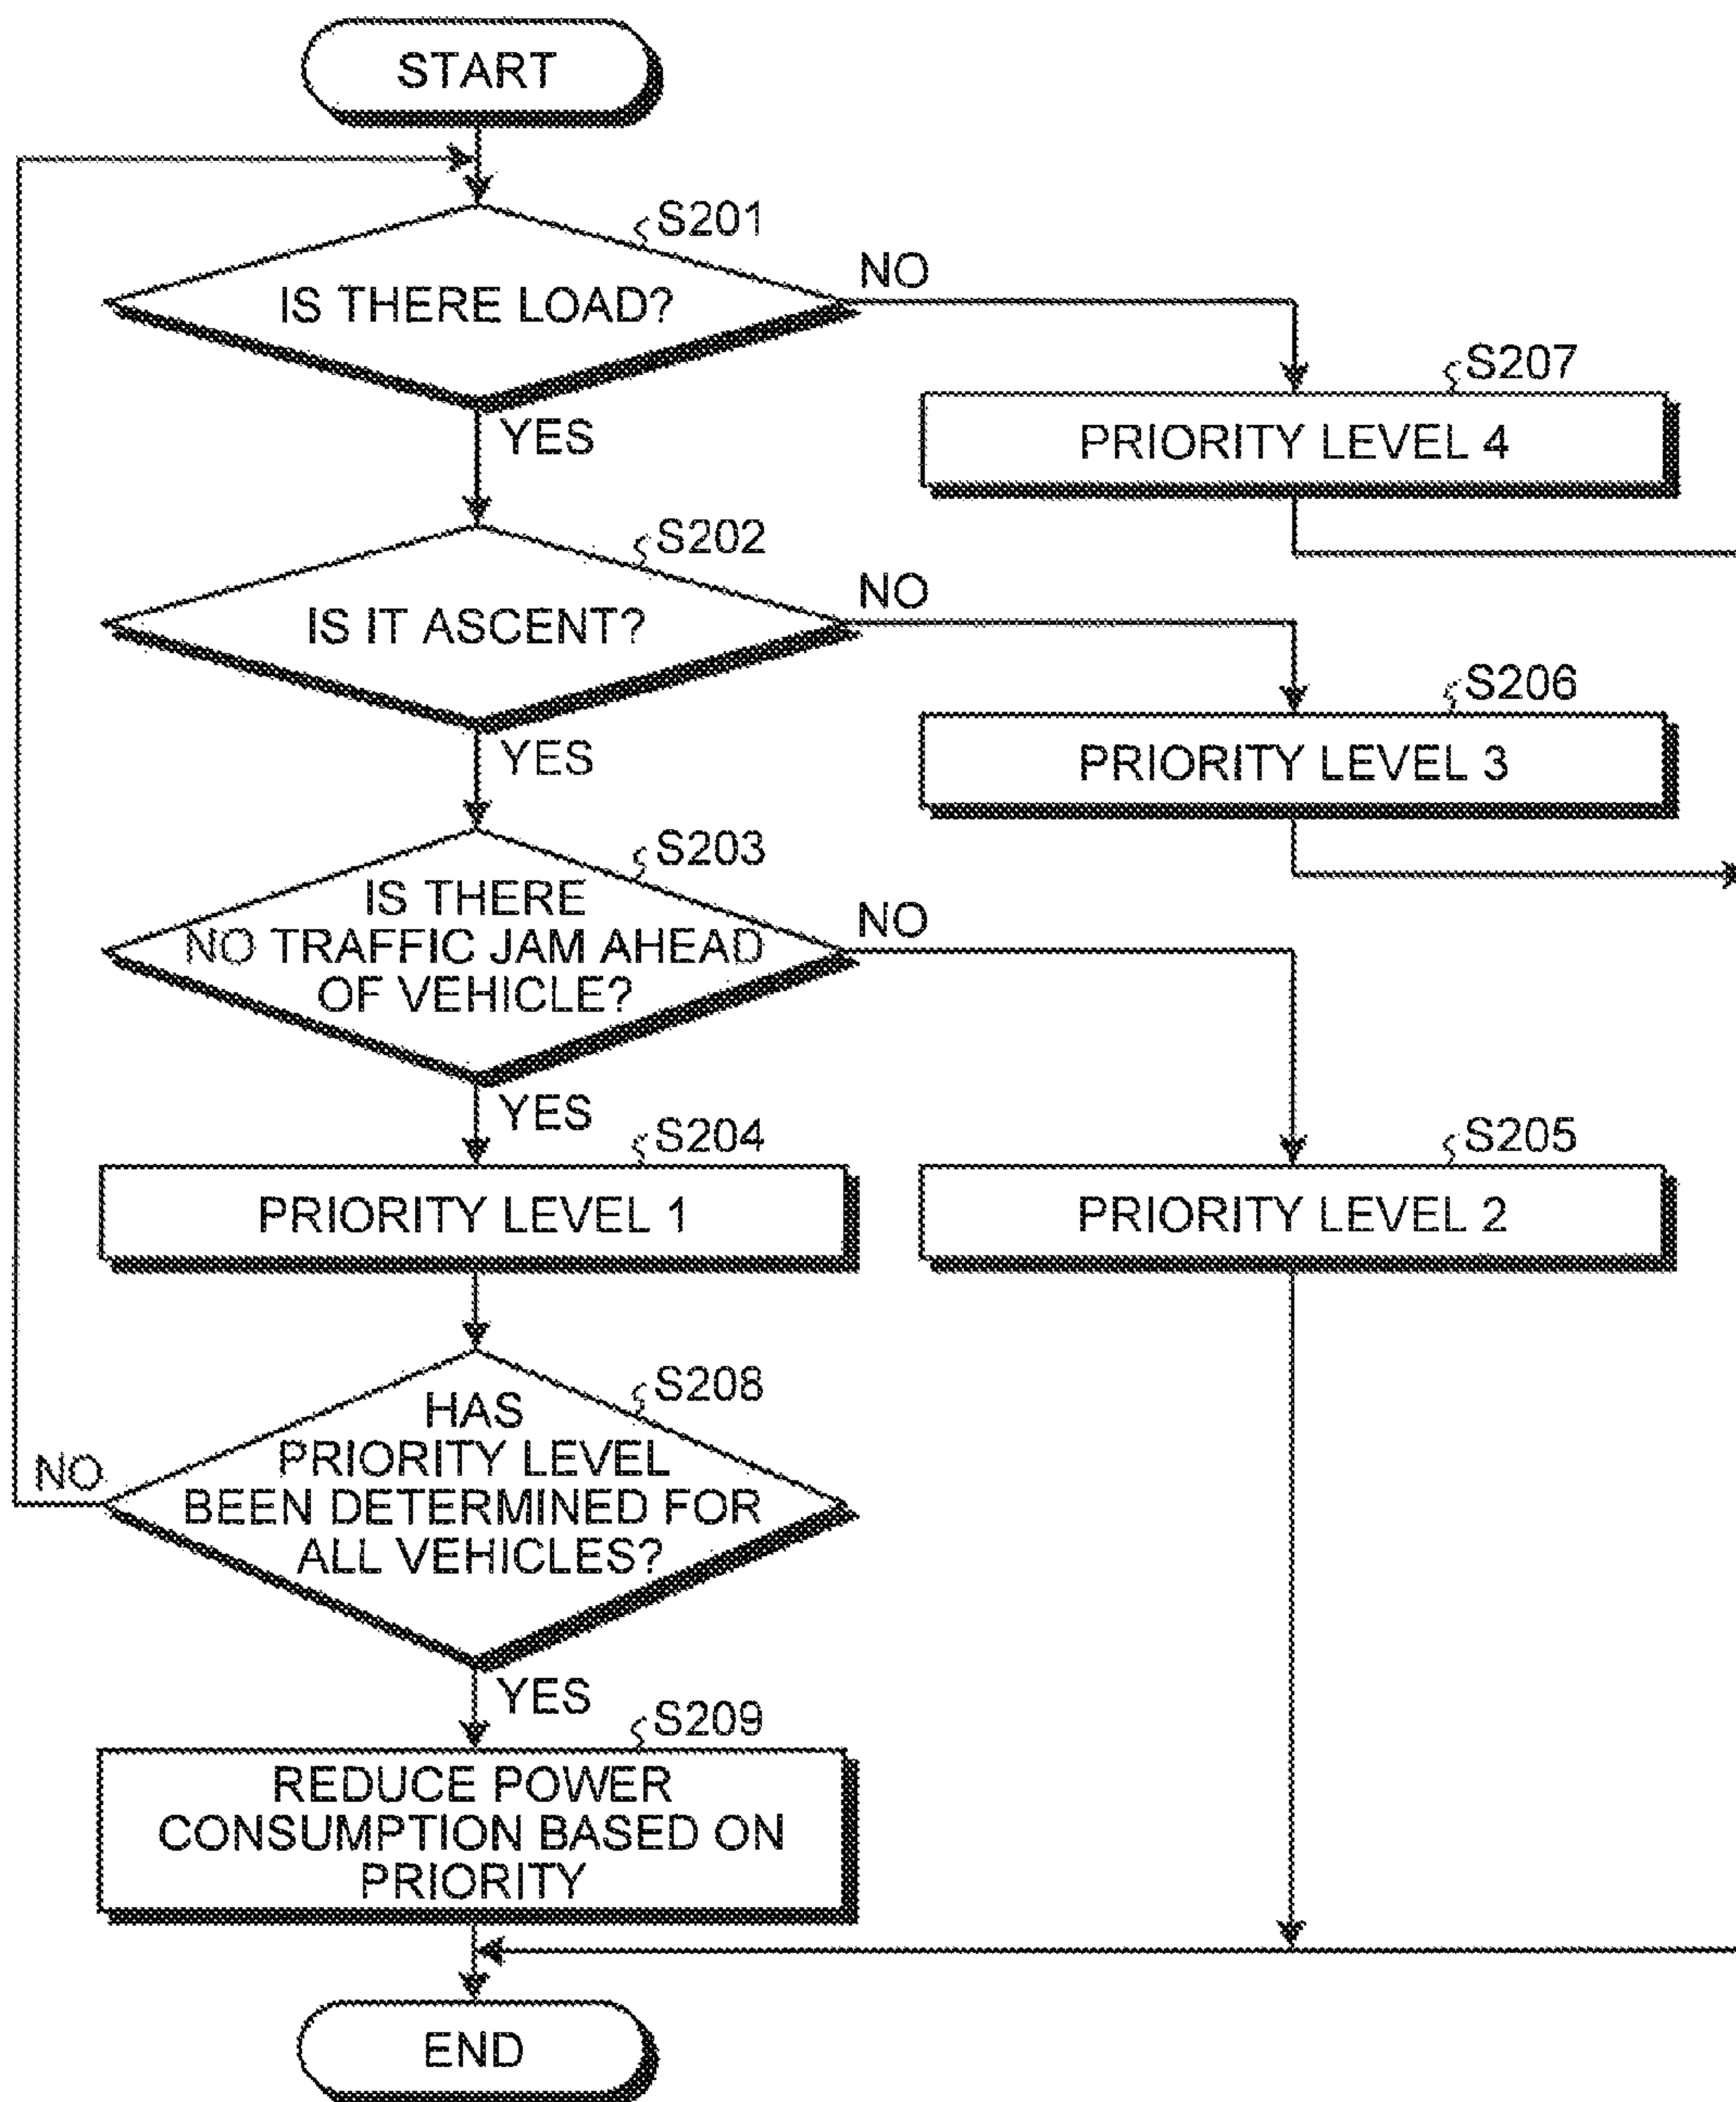 START
S201
IS THERE LOAD?
NO
YES
S207
PRIORITY LEVEL 4
S202
IS IT ASCENT?
NO
YES
S206
PRIORITY LEVEL 3
S203
IS THERE
NO TRAFFIC JAM AHEAD
OF VEHICLE?
NO
YES
S204
PRIORITY LEVEL 1
S205
PRIORITY LEVEL 2
S208
HAS
PRIORITY LEVEL
BEEN DETERMINED FOR
ALL VEHICLES?
NO
YES
S209
REDUCE POWER
CONSUMPTION BASED ON
PRIORITY
END